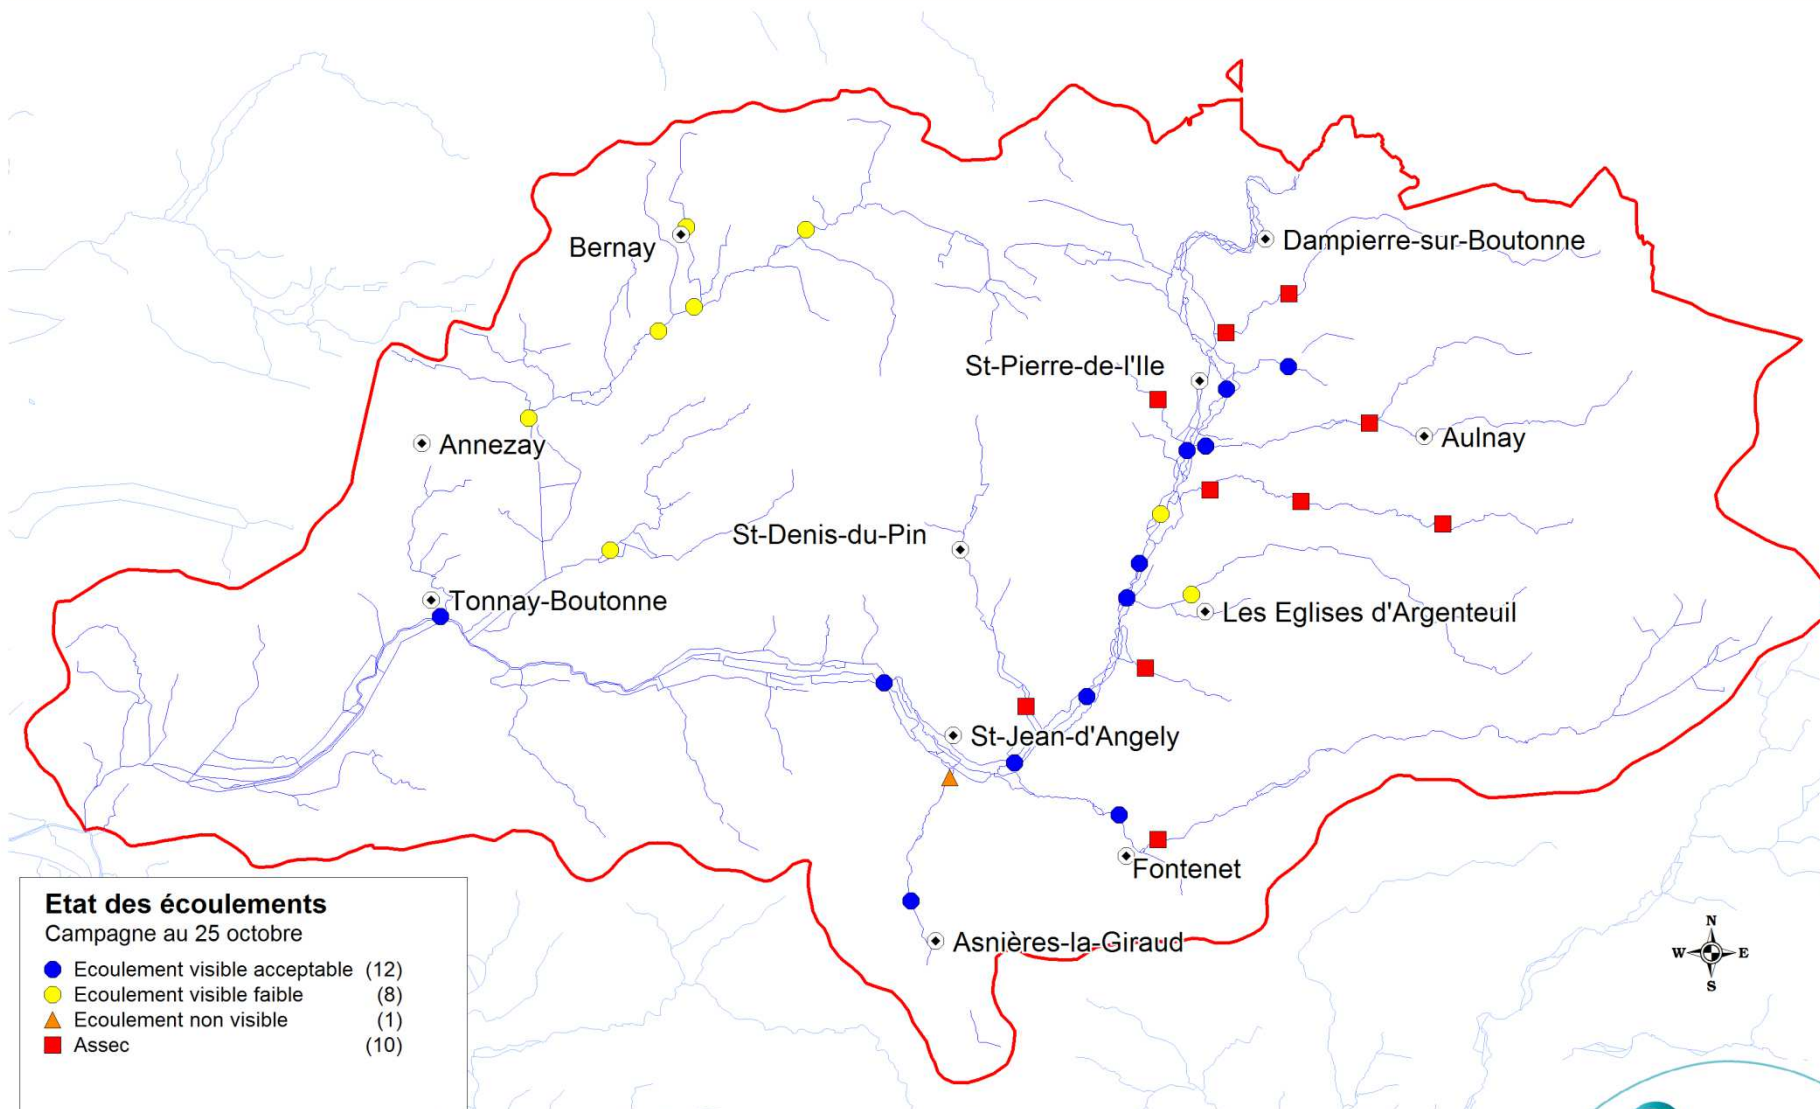 Bernay
Dampierre-sur-Boutonne
St-Pierre-de-l'Ile
Annezay
Aulnay
St-Denis-du-Pin
Tonnay-Boutonne
Les Eglises d'Argenteuil
St-Jean-d'Angely
Fontenet
Asnières-la-Giraud
Etat des écoulements
Campagne au 25 octobre
Ecoulement visible acceptable (12)
Ecoulement visible faible (8)
Ecoulement non visible (1)
Assec (10)
N
W E
S